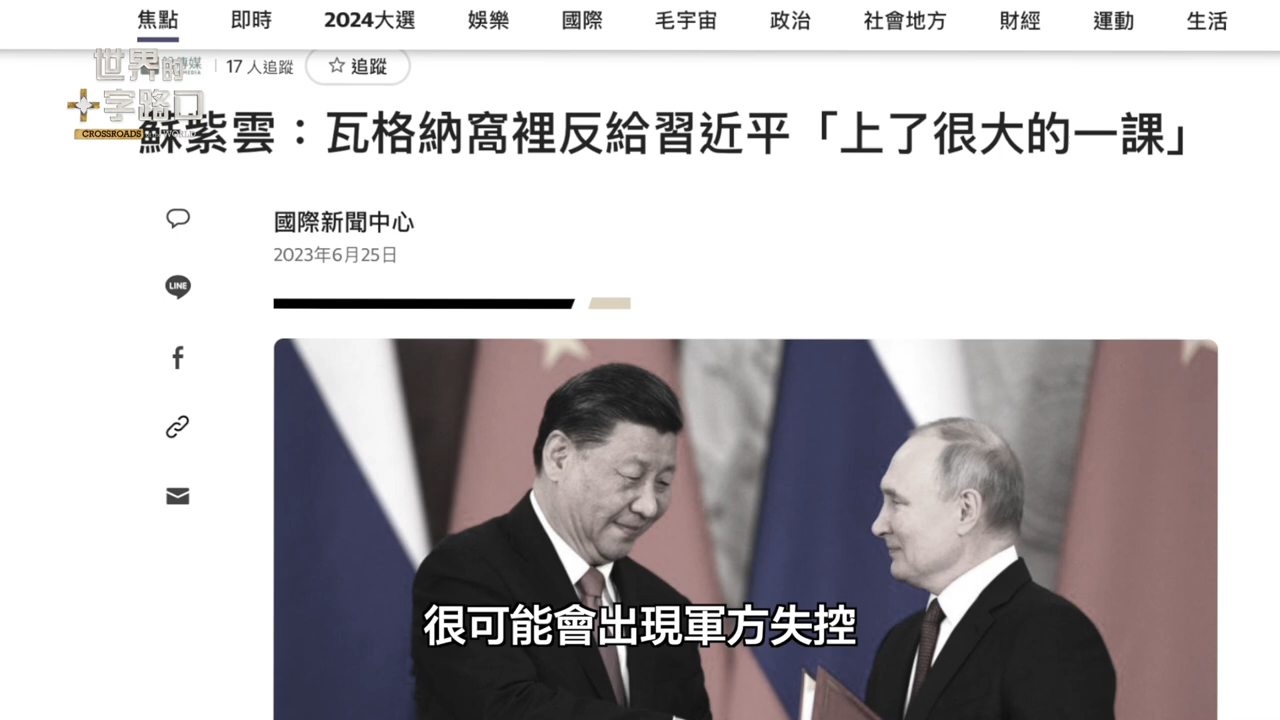 焦點 即時 2024大選 娛樂 國際 毛宇宙 政治 社會地方 財經 運動 生活
世界的
十字路口
CROSSROADS
傳媒
17 人追蹤
追蹤
蘇紫雲：瓦格納窩裡反給習近平「上了很大的一課」
國際新聞中心
2023年6月25日
LINE
很可能會出現軍方失控